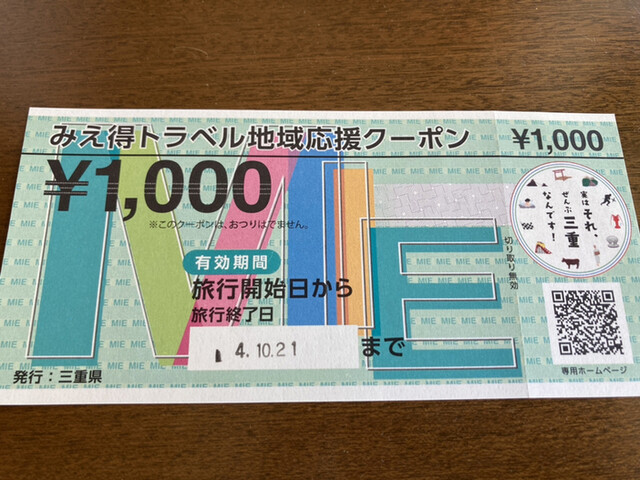 みえ得トラベル地域応援クーポン
¥1,000
¥1,000
※このクーポンは、おつりはでません。
実はそれ、
ぜんぶ三重
なんです!
切り取り無効
有効期間
旅行開始日から
旅行終了日
4.10.21
まで
MIE
発行：三重県
専用ホームページ